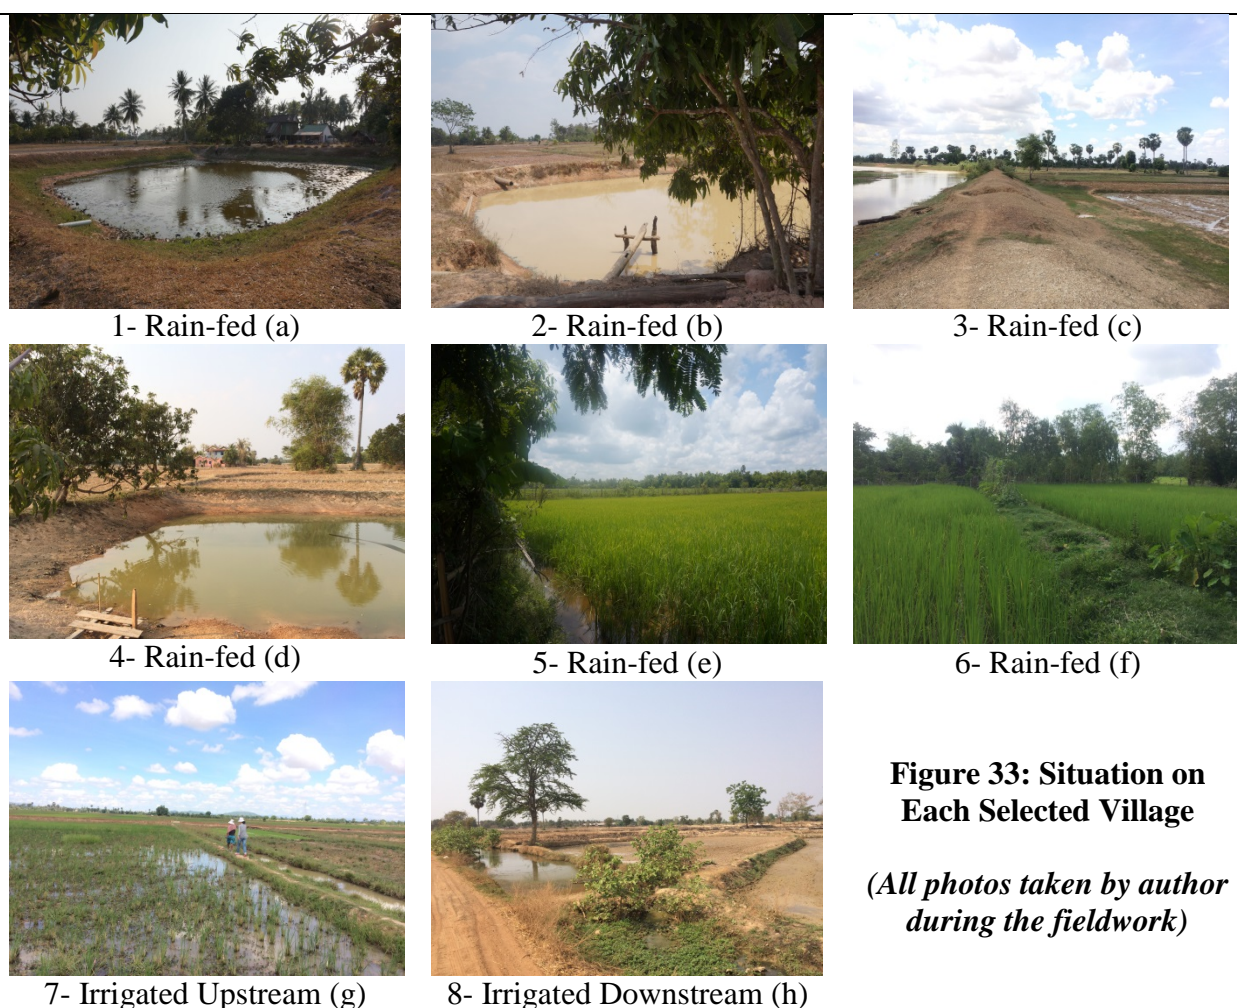 1- Rain-fed (a)
2- Rain-fed (b)
3- Rain-fed (c)
4- Rain-fed (d)
5- Rain-fed (e)
6- Rain-fed (f)
7- Irrigated Upstream (g)
8- Irrigated Downstream (h)
Figure 33: Situation on
Each Selected Village
(All photos taken by author
during the fieldwork)